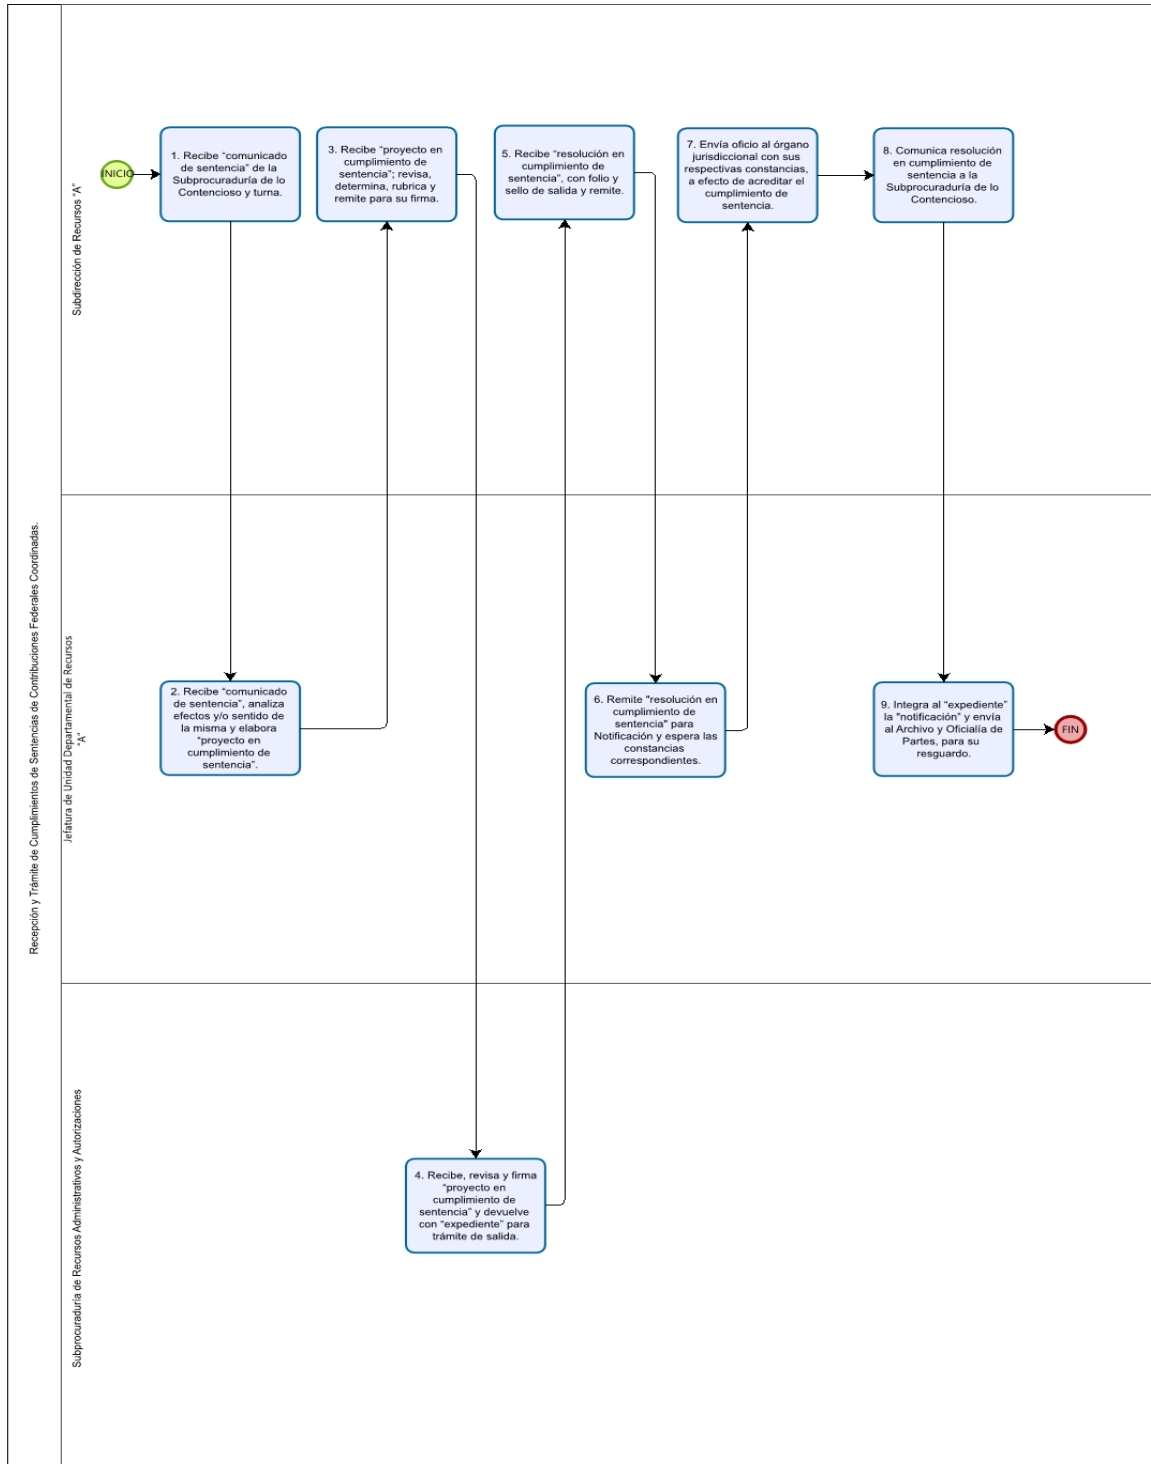 Recepción y Trámite de Cumplimientos de Sentencias de Contribuciones Federales Coordinadas.
Subdirección de Recursos "A"
INICIO
1. Recibe "comunicado
de sentencia" de la
Subprocuraduría de lo
Contencioso y turna.
3. Recibe "proyecto en
cumplimiento de
sentencia"; revisa,
determina, rubrica y
remite para su firma.
5. Recibe "resolución en
cumplimiento de
sentencia", con folio y
sello de salida y remite.
7. Envía oficio al órgano
jurisdiccional con sus
respectivas constancias,
a efecto de acreditar el
cumplimiento de
sentencia.
8. Comunica resolución
en cumplimiento de
sentencia a la
Subprocuraduría de lo
Contencioso.
Jefatura de Unidad Departamental de Recursos
"A"
2. Recibe "comunicado
de sentencia", analiza
efectos y/o sentido de
la misma y elabora
"proyecto en
cumplimiento de
sentencia".
6. Remite "resolución en
cumplimiento de
sentencia" para
Notificación y espera las
constancias
correspondientes.
9. Integra al "expediente"
la "notificación" y envía
al Archivo y Oficialía de
Partes, para su
resguardo.
FIN
Subprocuraduría de Recursos Administrativos y Autorizaciones
4. Recibe, revisa y firma
"proyecto en
cumplimiento de
sentencia" y devuelve
con "expediente" para
trámite de salida.